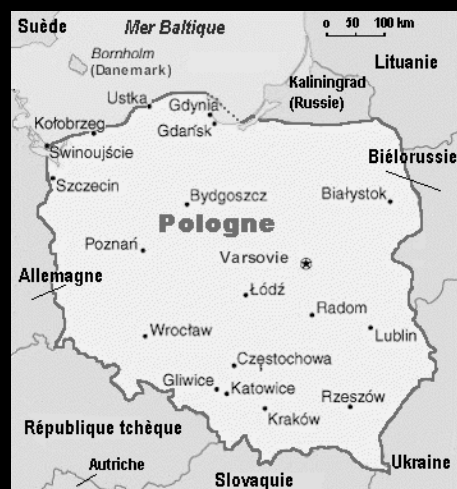 Suède
Mer Baltique
0 50 100 km
Bornholm
(Danemark)
Lituanie
Kaliningrad
(Russie)
Ustka
Gdynia
Gdańsk
Kołobrzeg
Świnoujście
Szczecin
Biélorussie
Bydgoszcz
Białystok
Pologne
Poznań
Varsovie
Allemagne
Łódź
Radom
Lublin
Wrocław
Częstochowa
Gliwice
Katowice
Rzeszów
Kraków
République tchèque
Autriche
Slovaquie
Ukraine